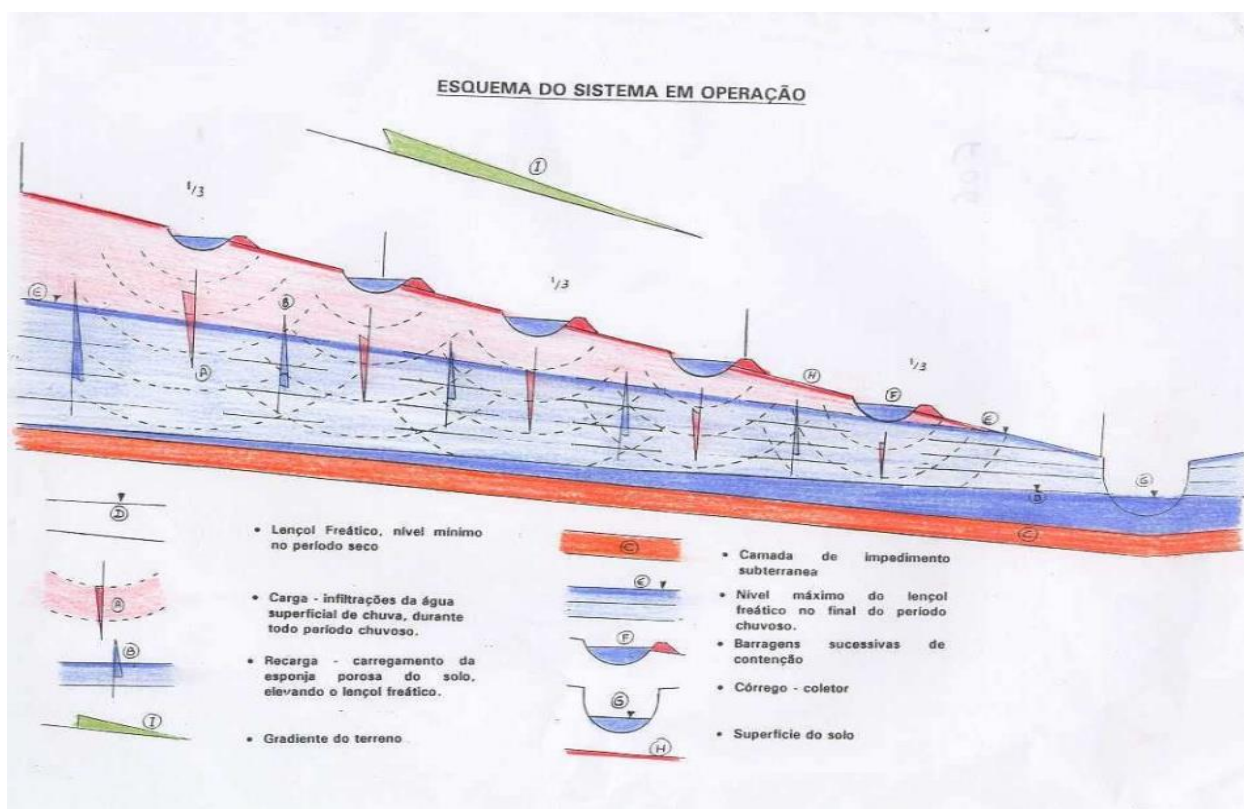 ESQUEMA DO SISTEMA EM OPERAÇÃO
I
1/3
1/3
1/3
E
B
A
H
F
E
D
G
C
D
• Lençol Freático, nível mínimo
no período seco
A
• Carga - infiltrações da água
superficial de chuva, durante
todo período chuvoso.
B
• Recarga - carregamento da
esponja porosa do solo,
elevando o lençol freático.
I
• Gradiente do terreno
C
• Camada de impedimento
subterranea
E
• Nível máximo do lençol
freático no final do período
chuvoso.
F
• Barragens sucessivas de
contenção
G
• Córrego - coletor
H
• Superfície do solo